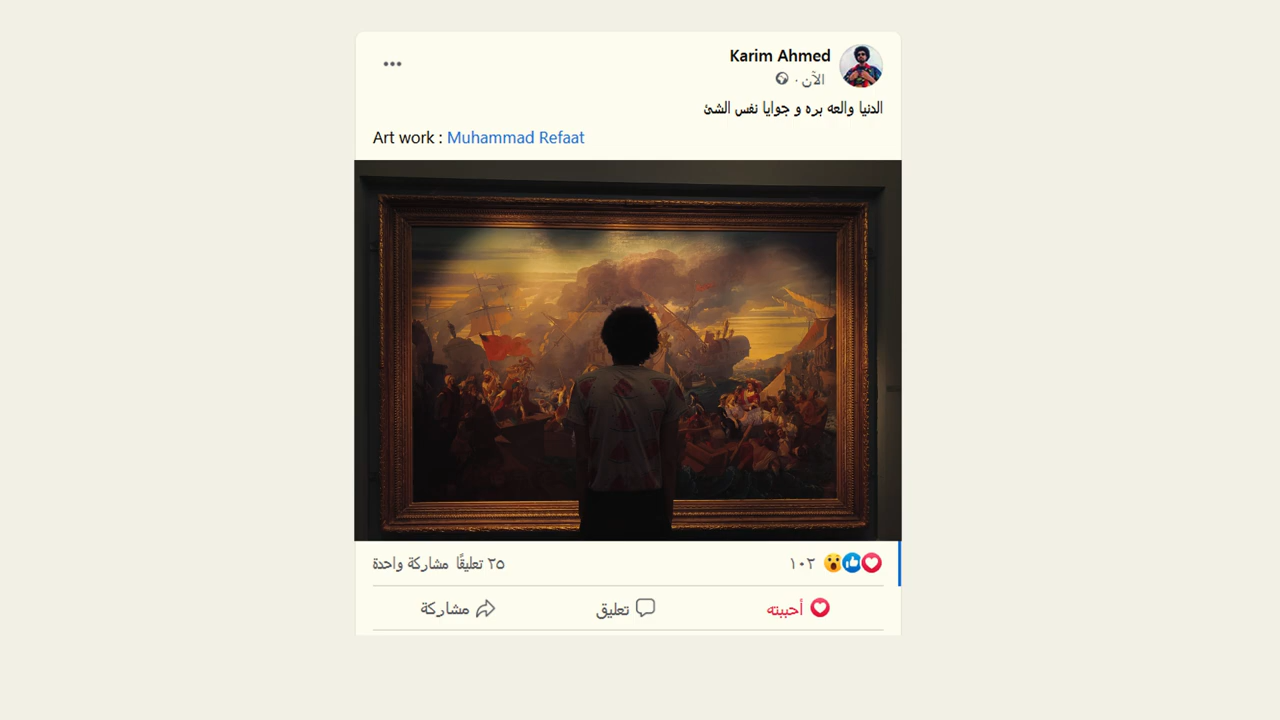 Karim Ahmed
الآن ·
الدنيا والعه بره و جوايا نفس الشئ
Art work : Muhammad Refaat
١٠٢
٢٥ تعليقًا مشاركة واحدة
أحببته
تعليق
مشاركة